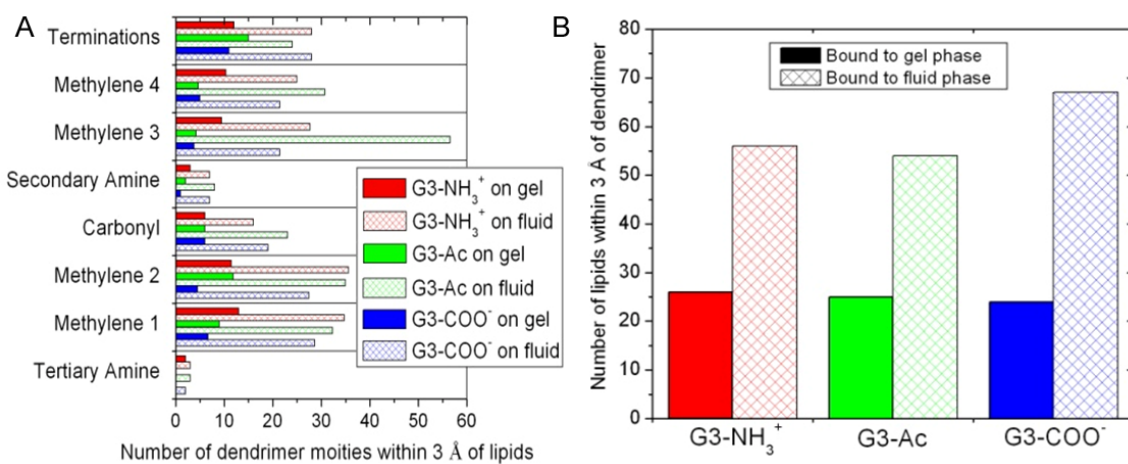 A
Terminations
Methylene 4
Methylene 3
Secondary Amine
Carbonyl
Methylene 2
Methylene 1
Tertiary Amine
0 10 20 30 40 50 60
Number of dendrimer moities within 3 Å of lipids
G3-NH₃⁺ on gel
G3-NH₃⁺ on fluid
G3-Ac on gel
G3-Ac on fluid
G3-COO⁻ on gel
G3-COO⁻ on fluid
B
Number of lipids within 3 Å of dendrimer
80
70
60
50
40
30
20
10
0
Bound to gel phase
Bound to fluid phase
G3-NH₃⁺ G3-Ac G3-COO⁻